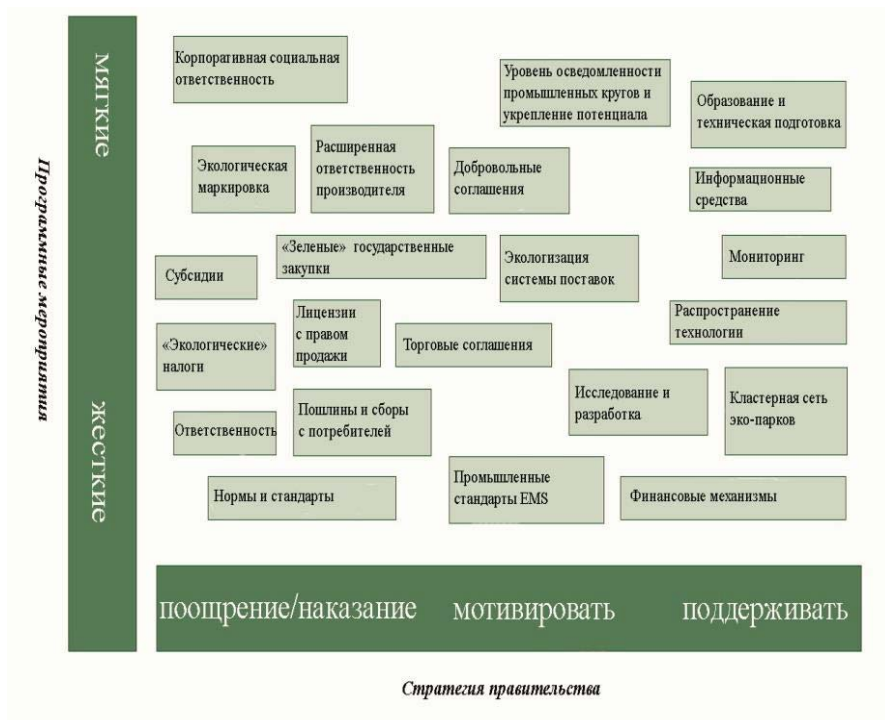 мягкие
Программные мероприятия
жесткие
Корпоративная социальная
ответственность
Уровень осведомленности
промышленных кругов и
укрепление потенциала
Образование и
техническая подготовка
Экологическая
маркировка
Расширенная
ответственность
производителя
Добровольные
соглашения
Информационные
средства
Субсидии
«Зеленые» государственные
закупки
Экологизация
системы поставок
Мониторинг
«Экологические»
налоги
Лицензии
с правом
продажи
Торговые соглашения
Распространение
технологии
Ответственность
Пошлины и сборы
с потребителей
Исследование и
разработка
Кластерная сеть
эко-парков
Нормы и стандарты
Промышленные
стандарты EMS
Финансовые механизмы
поощрение/наказание
мотивировать
поддерживать
Стратегия правительства